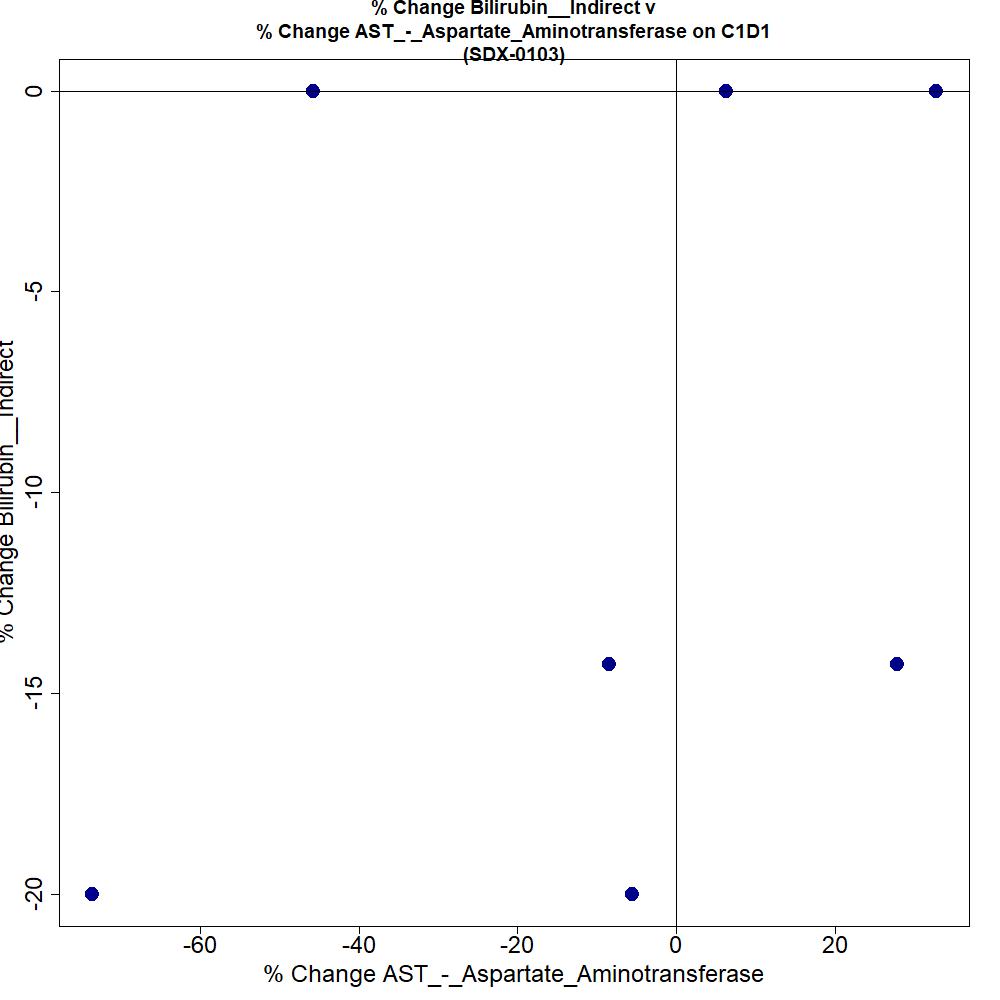 % Change Bilirubin__Indirect v
% Change AST_-_Aspartate_Aminotransferase on C1D1
(SDX-0103)
% Change Bilirubin__Indirect
0
-5
-10
-15
-20
-60
-40
-20
0
20
% Change AST_-_Aspartate_Aminotransferase